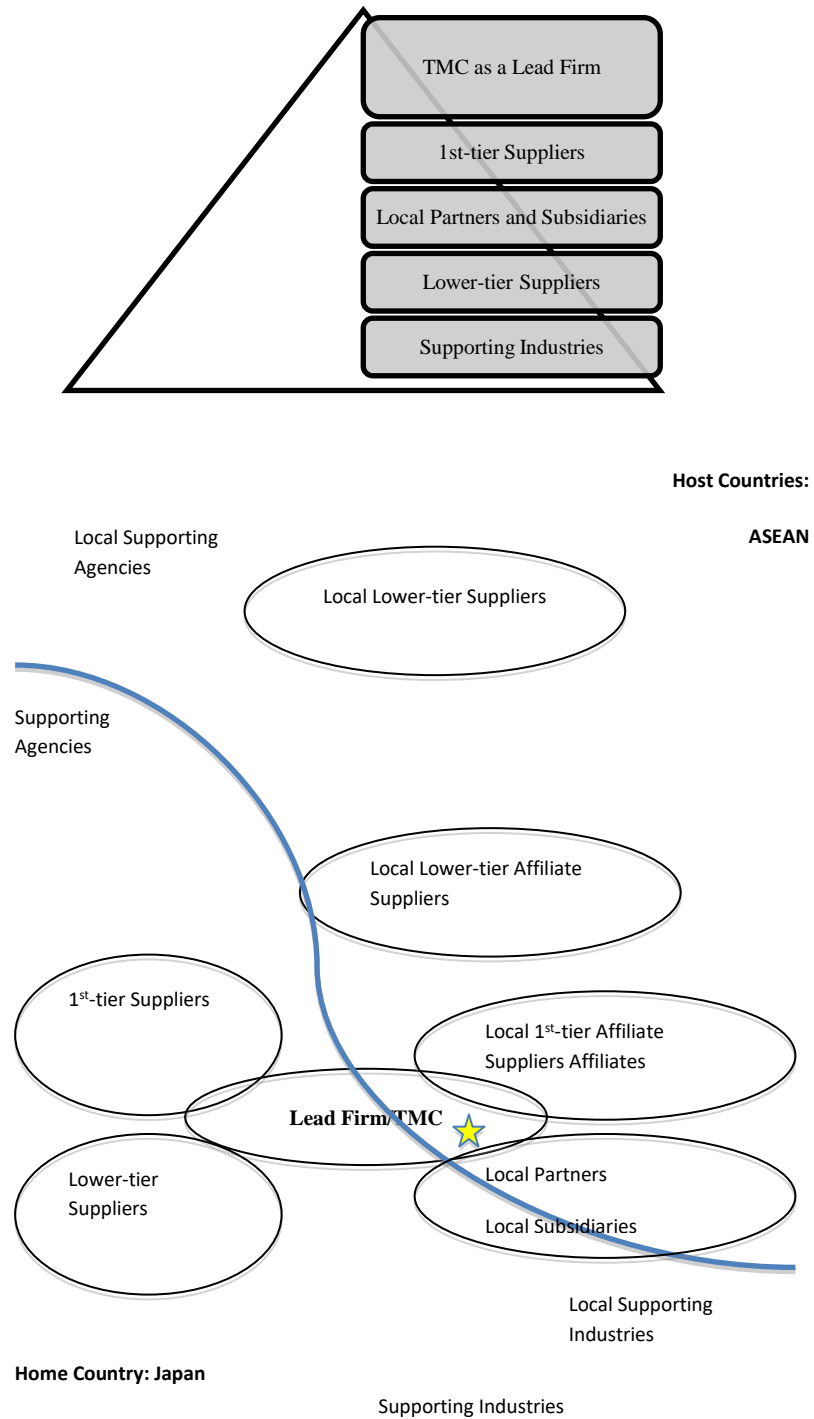 TMC as a Lead Firm
1st-tier Suppliers
Local Partners and Subsidiaries
Lower-tier Suppliers
Supporting Industries
Host Countries:
ASEAN
Local Supporting
Agencies
Local Lower-tier Suppliers
Supporting
Agencies
Local Lower-tier Affiliate
Suppliers
1st-tier Suppliers
Local 1st-tier Affiliate
Suppliers Affiliates
Lead Firm/TMC
Lower-tier
Suppliers
Local Partners
Local Subsidiaries
Local Supporting
Industries
Home Country: Japan
Supporting Industries